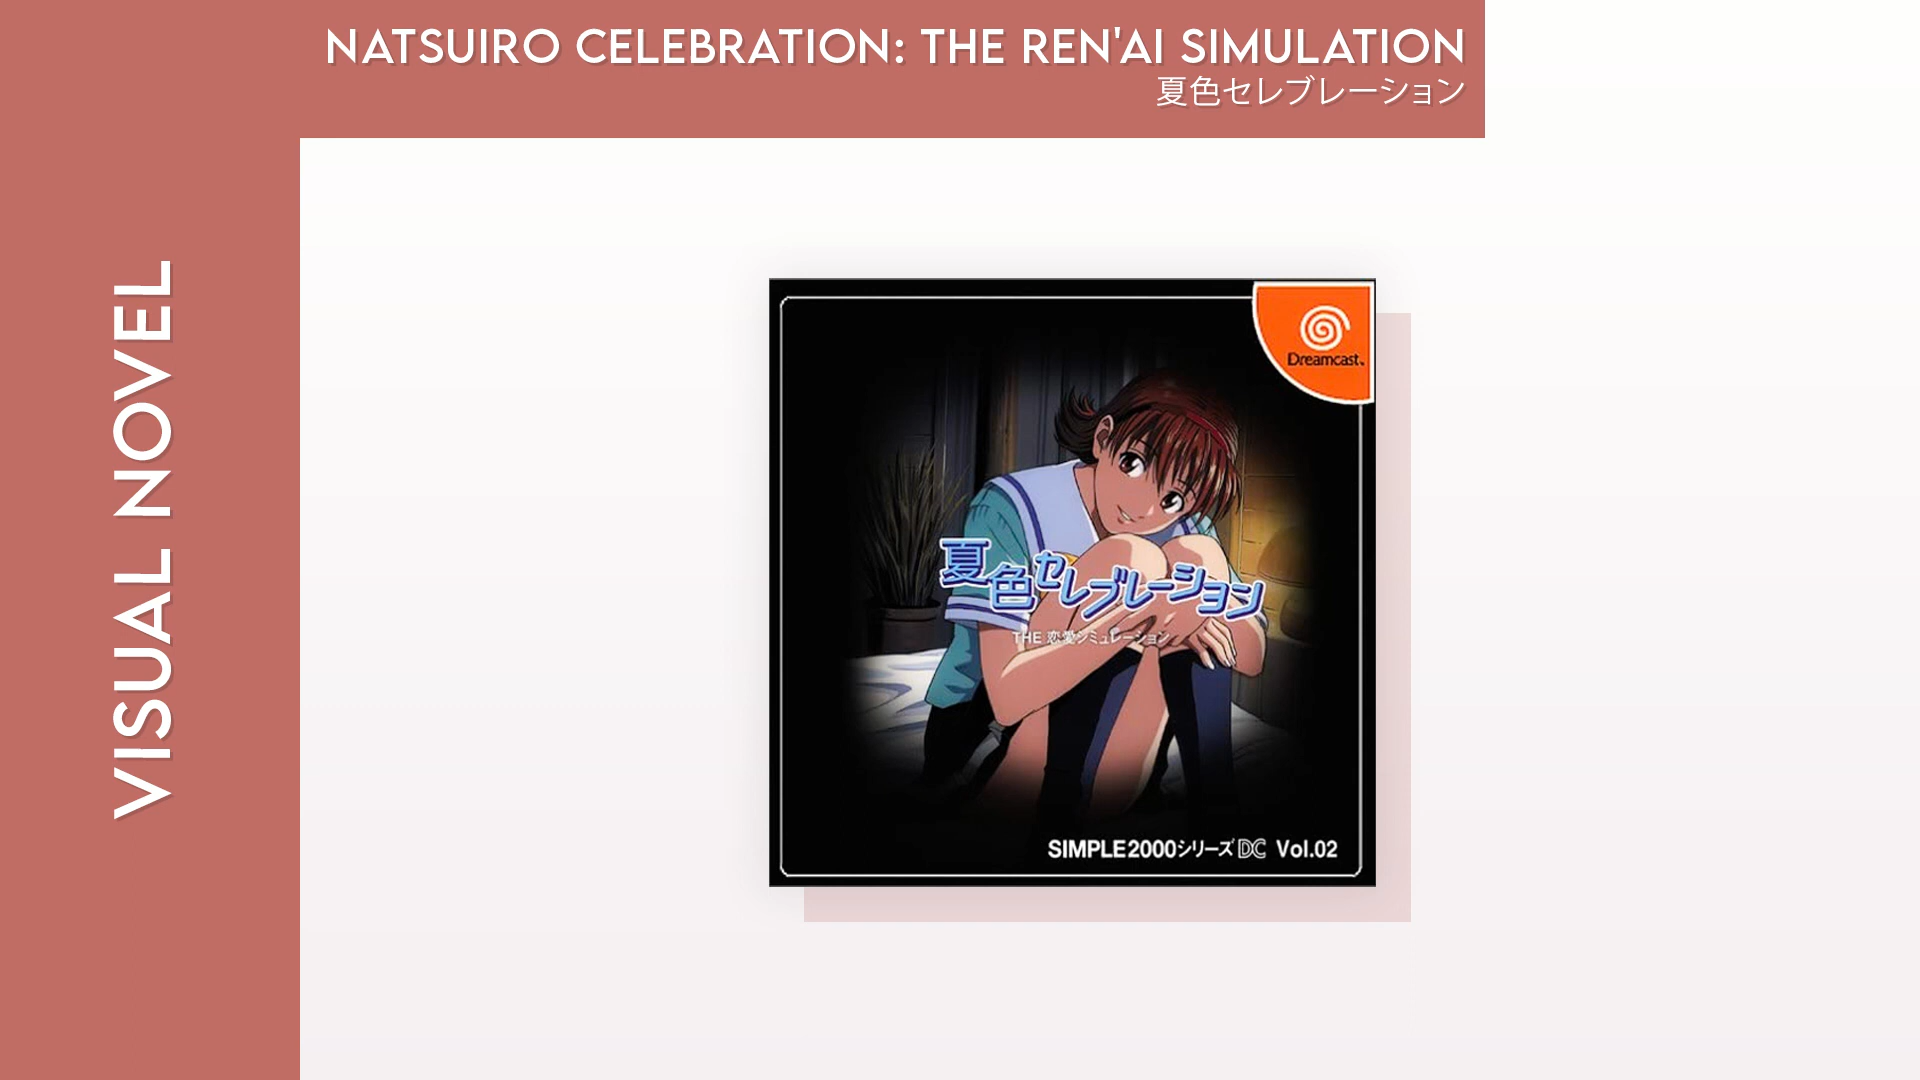 NATSUIRO CELEBRATION: THE REN'AI SIMULATION
夏色セレブレーション
VISUAL NOVEL
Dreamcast™
夏色セレブレーション
THE 恋愛シミュレーション
SIMPLE2000シリーズ DC Vol.02